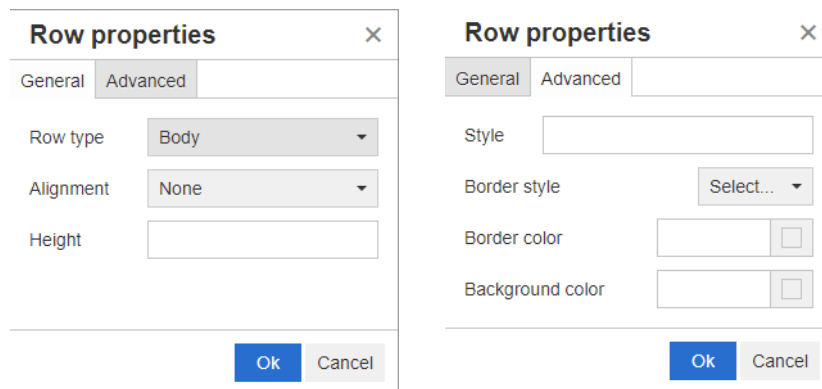 Row properties ×
General Advanced
Row type Body
Alignment None
Height
Ok Cancel
Row properties ×
General Advanced
Style
Border style Select...
Border color
Background color
Ok Cancel